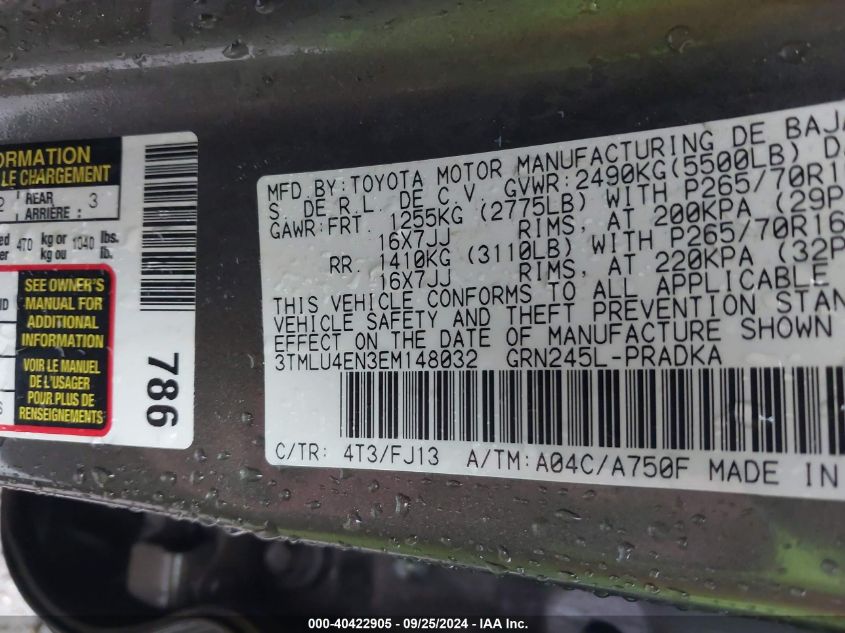 ORMATION
LE CHARGEMENT
2 REAR 3
ARRIÈRE :
470 kg or 1040 lbs.
kg ou lb.
SEE OWNER'S
MANUAL FOR
ADDITIONAL
INFORMATION
VOIR LE MANUEL
DE L'USAGER
POUR PLUS DE
RENSEIGNEMENTS
786
MFD BY:TOYOTA MOTOR MANUFACTURING DE BAJA
S. DE R.L. DE C.V. GVWR:2490KG(5500LB)
GAWR:FRT. 1255KG (2775LB) WITH P265/70R16
16X7JJ RIMS, AT 200KPA (29P
RR. 1410KG (3110LB) WITH P265/70R16
16X7JJ RIMS, AT 220KPA (32P
THIS VEHICLE CONFORMS TO ALL APPLICABLE
VEHICLE SAFETY AND THEFT PREVENTION STAN
EFFECT ON THE DATE OF MANUFACTURE SHOWN
3TMLU4EN3EM148032 GRN245L-PRADKA
C/TR: 4T3/FJ13 A/TM:A04C/A750F MADE IN
000-40422905 - 09/25/2024 - IAA Inc.